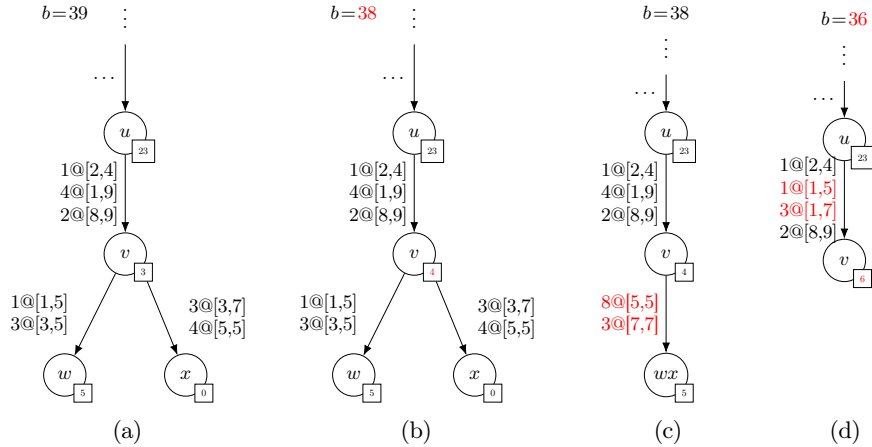 b=39
⋯
u
23
1@[2,4]
4@[1,9]
2@[8,9]
v
3
1@[1,5]
3@[3,5]
3@[3,7]
4@[5,5]
w
5
x
0
(a)
b=38
⋯
u
23
1@[2,4]
4@[1,9]
2@[8,9]
v
4
1@[1,5]
3@[3,5]
3@[3,7]
4@[5,5]
w
5
x
0
(b)
b=38
⋯
u
23
1@[2,4]
4@[1,9]
2@[8,9]
v
4
8@[5,5]
3@[7,7]
wx
5
(c)
b=36
⋯
u
23
1@[2,4]
1@[1,5]
3@[1,7]
2@[8,9]
v
6
(d)